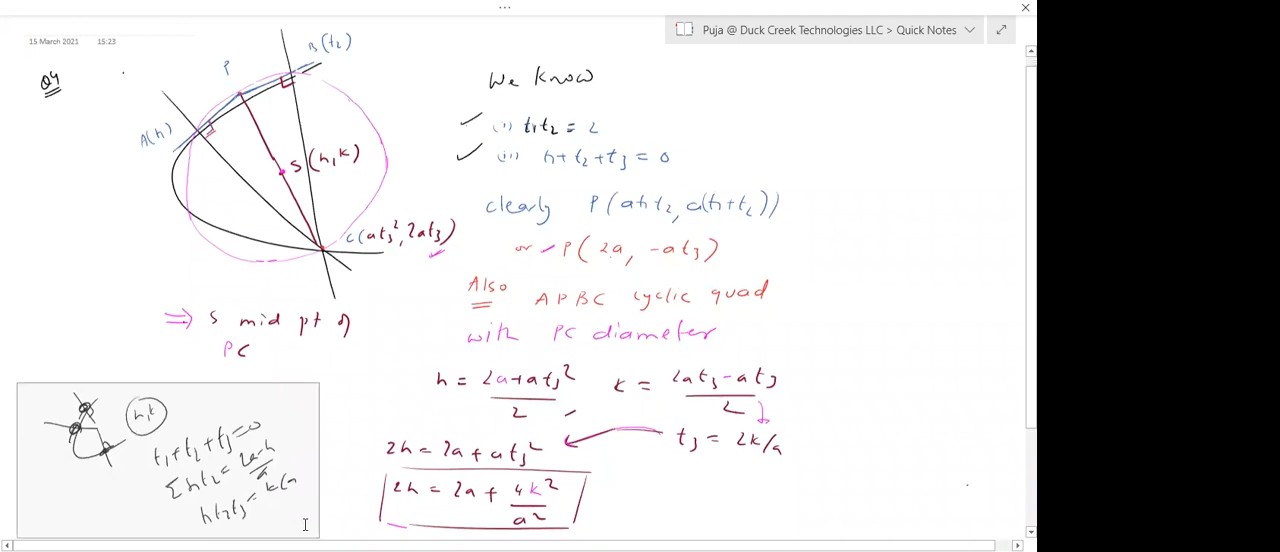 Puja @ Duck Creek Technologies LLC > Quick Notes
15 March 2021 15:23
Q4
P
B(t₂)
A(t₁)
S(h,k)
C(at₃², 2at₃)
⇒ S mid pt of
PC
We know
(i) t₁t₂ = 2
(ii) t₁+t₂+t₃ = 0
clearly P(at₁t₂, a(t₁+t₂))
or P(2a, -at₃)
Also APBC cyclic quad
with PC diameter
h = (2a+at₃²)/2 k = (2at₃-at₃)/2
t₃ = 2k/a
2h = 2a + at₃²
2h = 2a + 4k²/a²
h,k
t₁+t₂+t₃=0
Σt₁t₂ = (2a-h)/a
t₁t₂t₃ = k/a